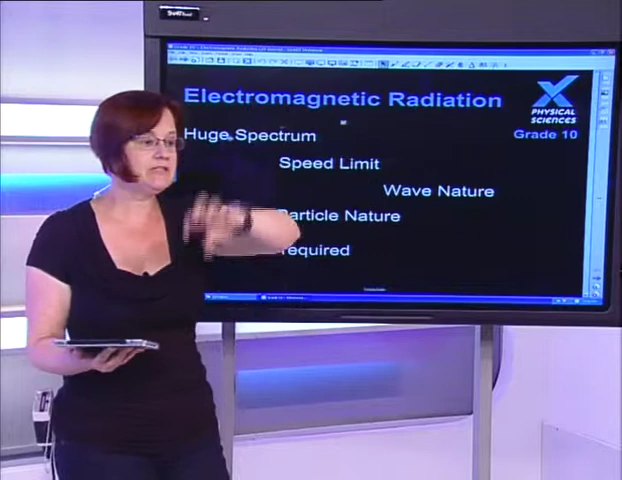 Electromagnetic Radiation
PHYSICAL
SCIENCES
Grade 10
Huge Spectrum
Speed Limit
Wave Nature
Particle Nature
required